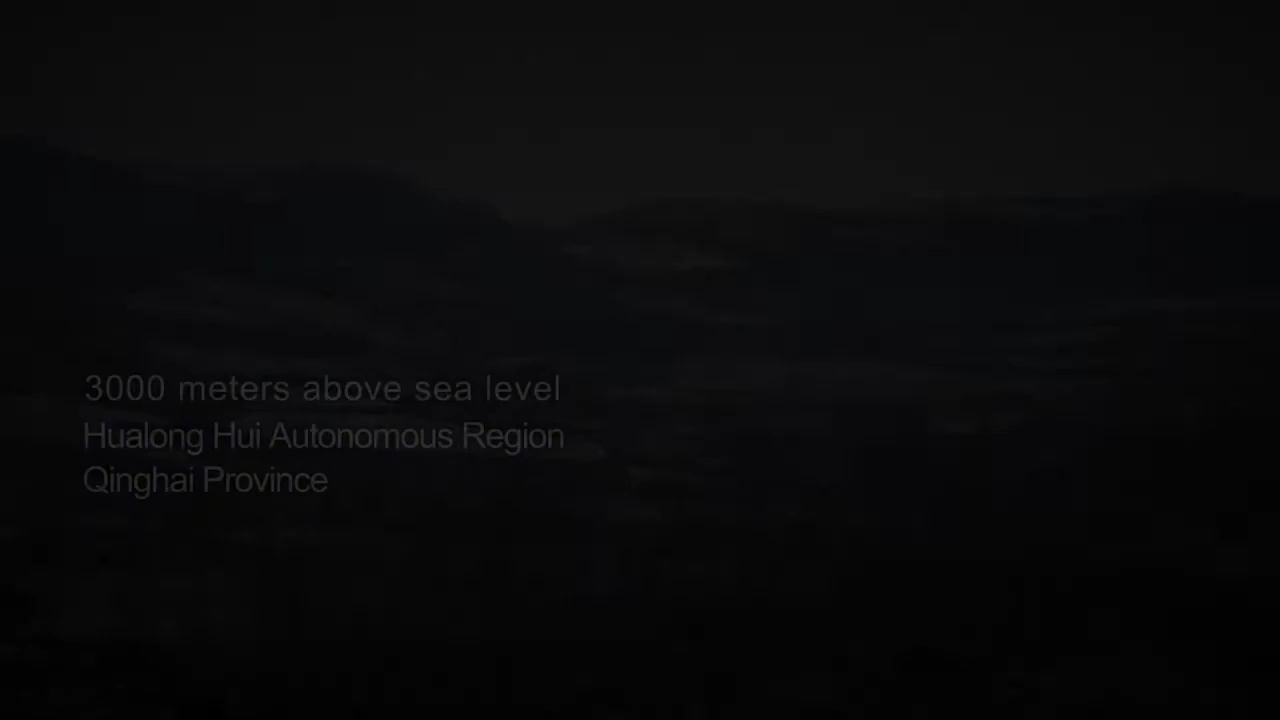 3000 meters above sea level
Hualong Hui Autonomous Region
Qinghai Province